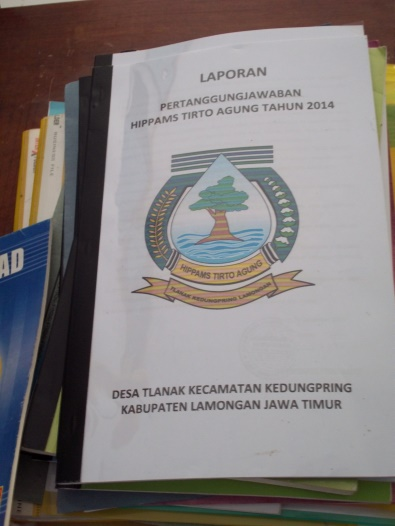 LAPORAN
PERTANGGUNGJAWABAN
HIPPAMS TIRTO AGUNG TAHUN 2014
HIPPAMS TIRTO AGUNG
TLANAK KEDUNGPRING LAMONGAN
DESA TLANAK KECAMATAN KEDUNGPRING
KABUPATEN LAMONGAN JAWA TIMUR
AD